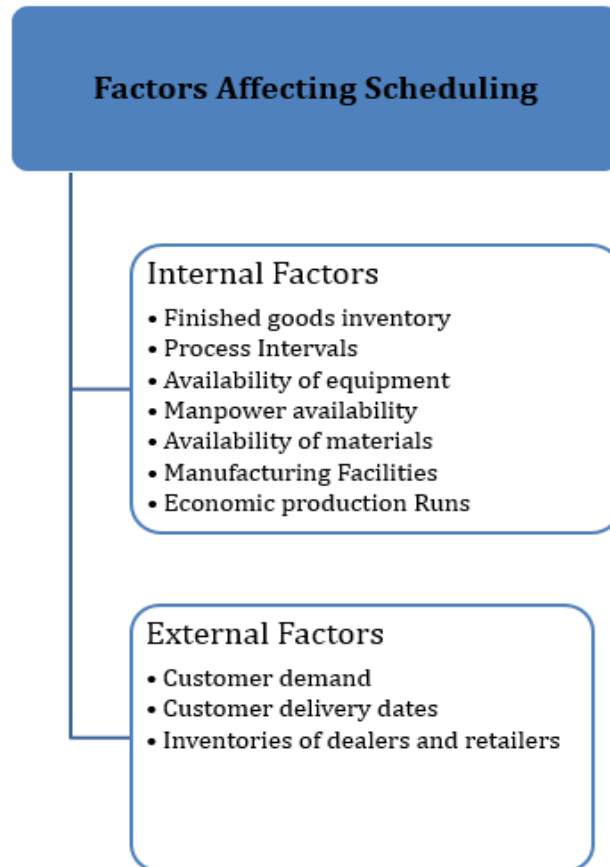 Factors Affecting Scheduling
Internal Factors
• Finished goods inventory
• Process Intervals
• Availability of equipment
• Manpower availability
• Availability of materials
• Manufacturing Facilities
• Economic production Runs
External Factors
• Customer demand
• Customer delivery dates
• Inventories of dealers and retailers